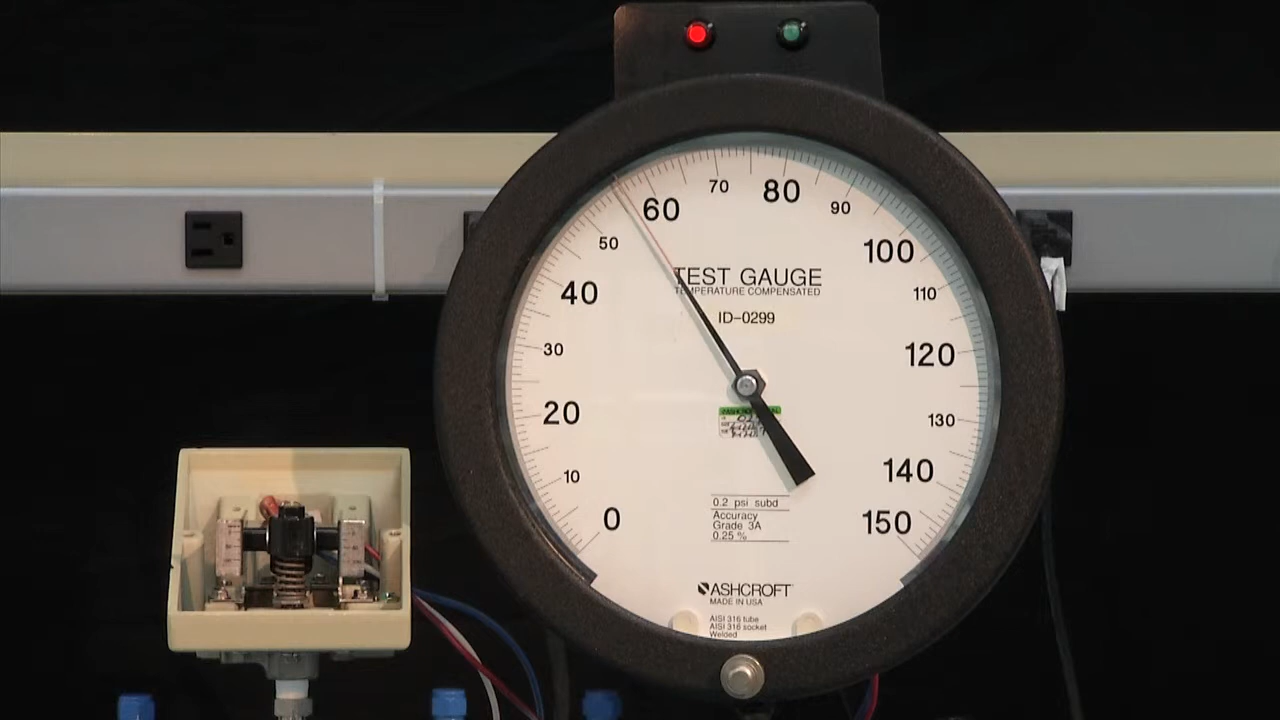 70
80
60
90
50
100
TEST GAUGE
TEMPERATURE COMPENSATED
40
110
ID-0299
30
120
20
130
10
140
0
150
0.2 psi subd
Accuracy
Grade 3A
0.25 %
ASHCROFT
MADE IN USA
AISI 316 tube
AISI 316 socket
Welded